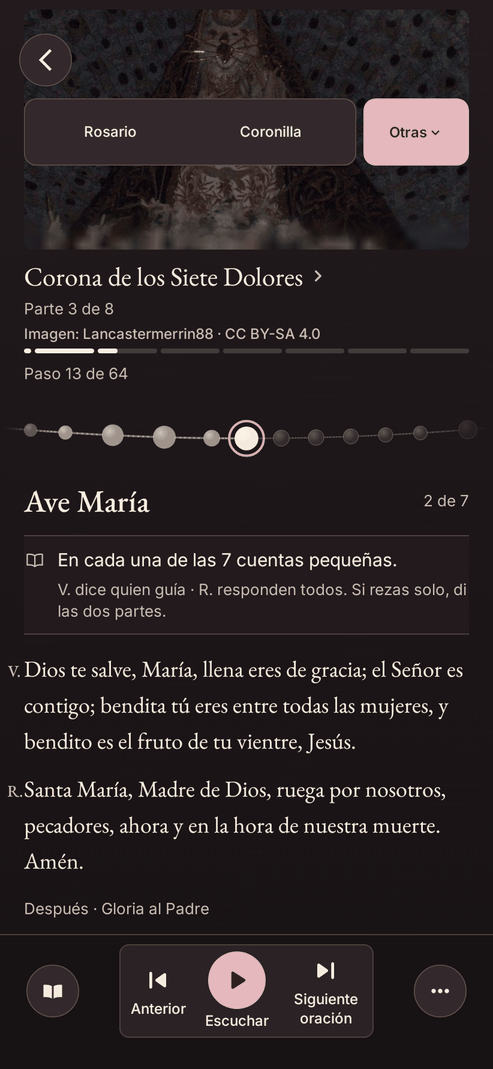 Rosario
Coronilla
Otras
Corona de los Siete Dolores
Parte 3 de 8
Imagen: Lancastermerrin88 · CC BY-SA 4.0
Paso 13 de 64
Ave María
2 de 7
En cada una de las 7 cuentas pequeñas.
V. dice quien guía · R. responden todos. Si rezas solo, di
las dos partes.
V. Dios te salve, María, llena eres de gracia; el Señor es
contigo; bendita tú eres entre todas las mujeres, y
bendito es el fruto de tu vientre, Jesús.
R. Santa María, Madre de Dios, ruega por nosotros,
pecadores, ahora y en la hora de nuestra muerte.
Amén.
Después · Gloria al Padre
Anterior
Escuchar
Siguiente
oración